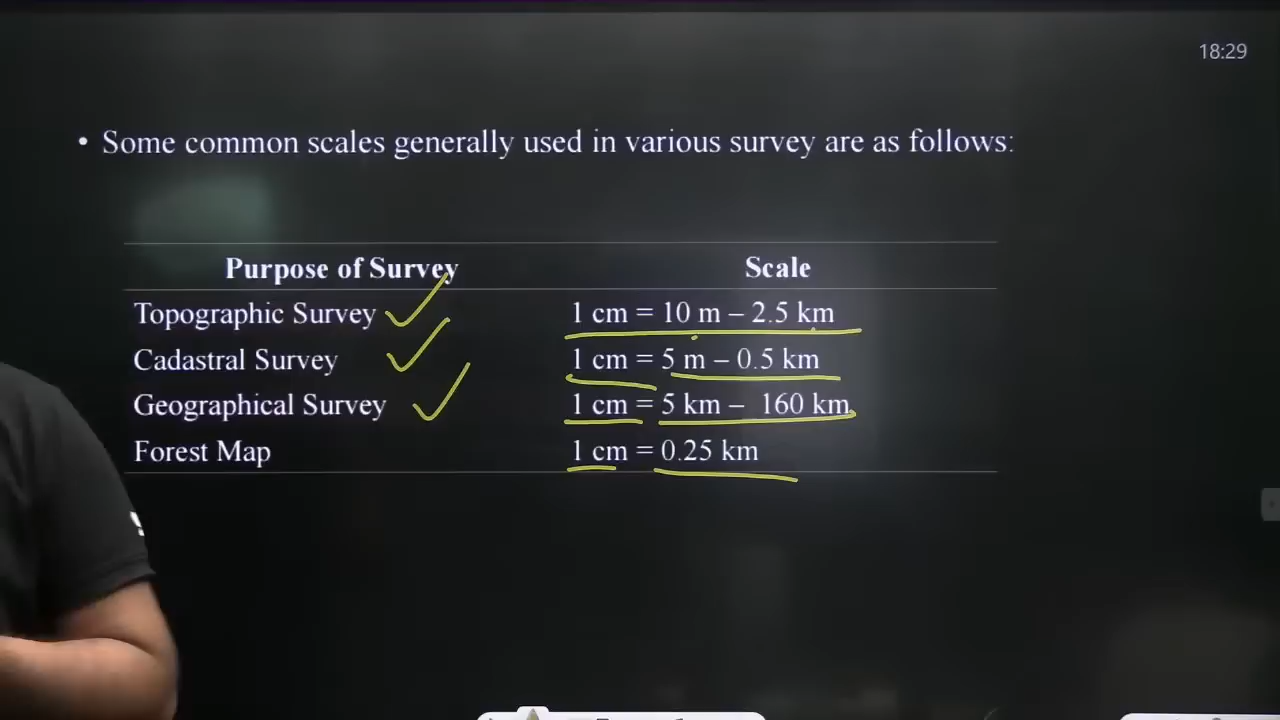 18:29
• Some common scales generally used in various survey are as follows:
Purpose of Survey Scale
Topographic Survey 1 cm = 10 m – 2.5 km
Cadastral Survey 1 cm = 5 m – 0.5 km
Geographical Survey 1 cm = 5 km – 160 km
Forest Map 1 cm = 0.25 km